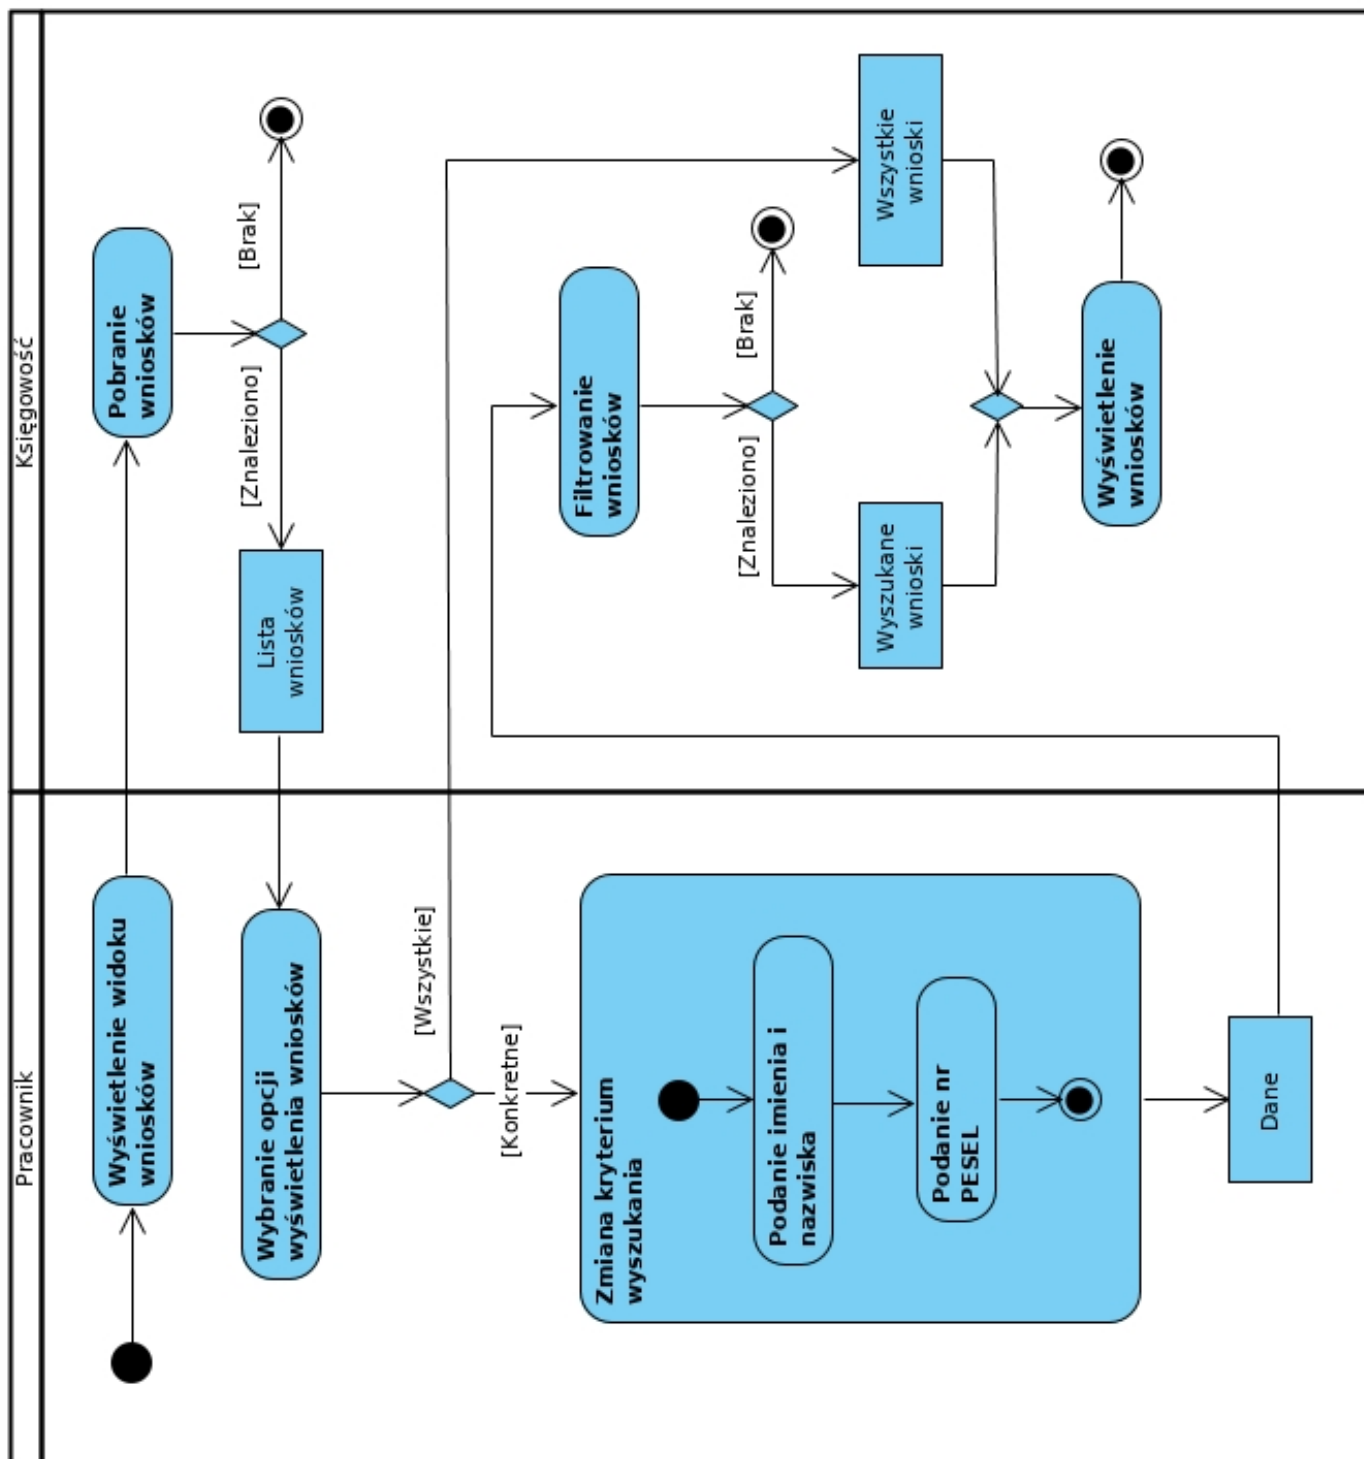 Pracownik
Księgowość
Wyświetlenie widoku
wniosków
Pobranie
wniosków
[Brak]
[Znaleziono]
Lista
wniosków
Wybranie opcji
wyświetlenia wniosków
[Wszystkie]
[Konkretne]
Zmiana kryterium
wyszukania
Podanie imienia i
nazwiska
Podanie nr
PESEL
Dane
Filtrowanie
wniosków
[Brak]
[Znaleziono]
Wyszukane
wnioski
Wszystkie
wnioski
Wyświetlenie
wniosków